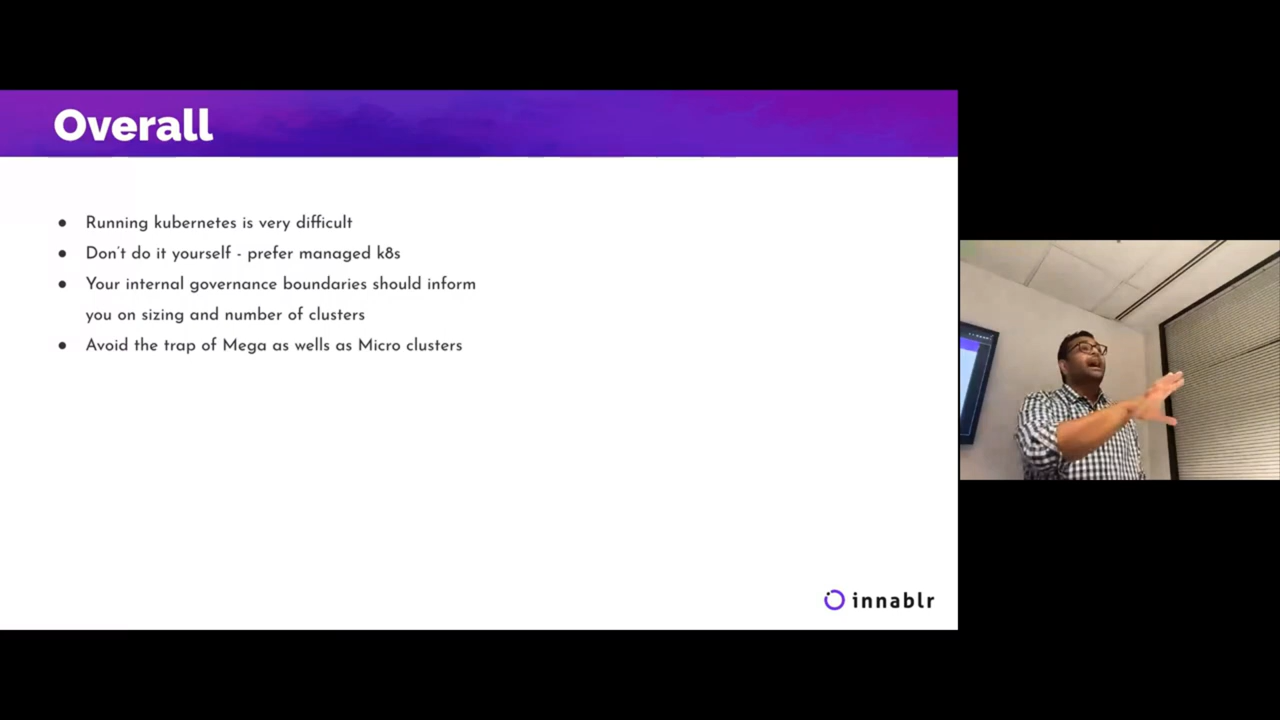 Overall
● Running kubernetes is very difficult
● Don't do it yourself - prefer managed k8s
● Your internal governance boundaries should inform
you on sizing and number of clusters
● Avoid the trap of Mega as wells as Micro clusters
innablr